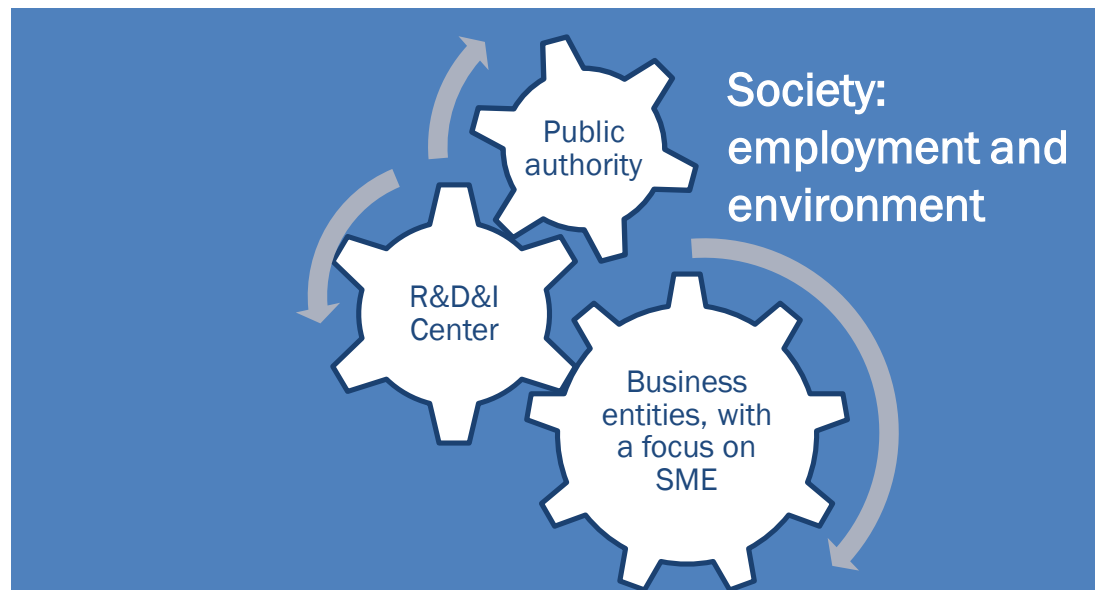 Public
authority
Society:
employment and
environment
R&D&I
Center
Business
entities, with
a focus on
SME